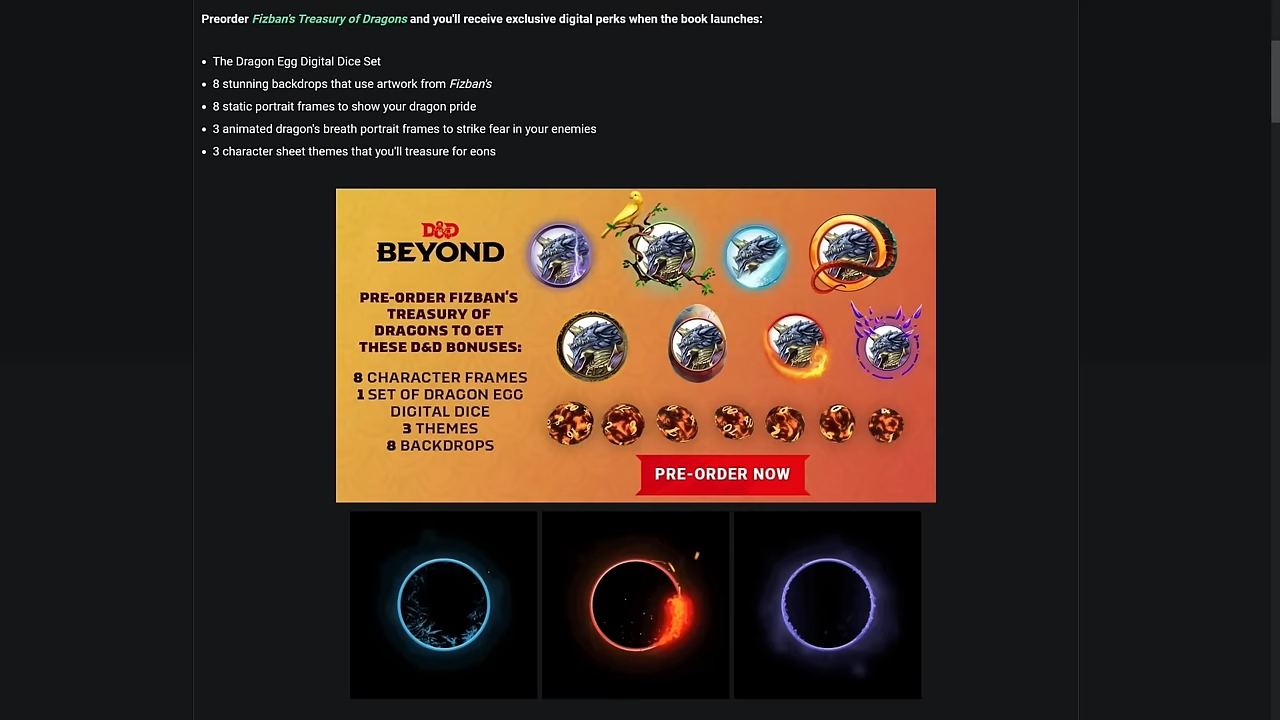 Preorder Fizban's Treasury of Dragons and you'll receive exclusive digital perks when the book launches:
• The Dragon Egg Digital Dice Set
• 8 stunning backdrops that use artwork from Fizban's
• 8 static portrait frames to show your dragon pride
• 3 animated dragon's breath portrait frames to strike fear in your enemies
• 3 character sheet themes that you'll treasure for eons
D&D
BEYOND
PRE-ORDER FIZBAN'S
TREASURY OF
DRAGONS TO GET
THESE D&D BONUSES:
8 CHARACTER FRAMES
1 SET OF DRAGON EGG
DIGITAL DICE
3 THEMES
8 BACKDROPS
PRE-ORDER NOW